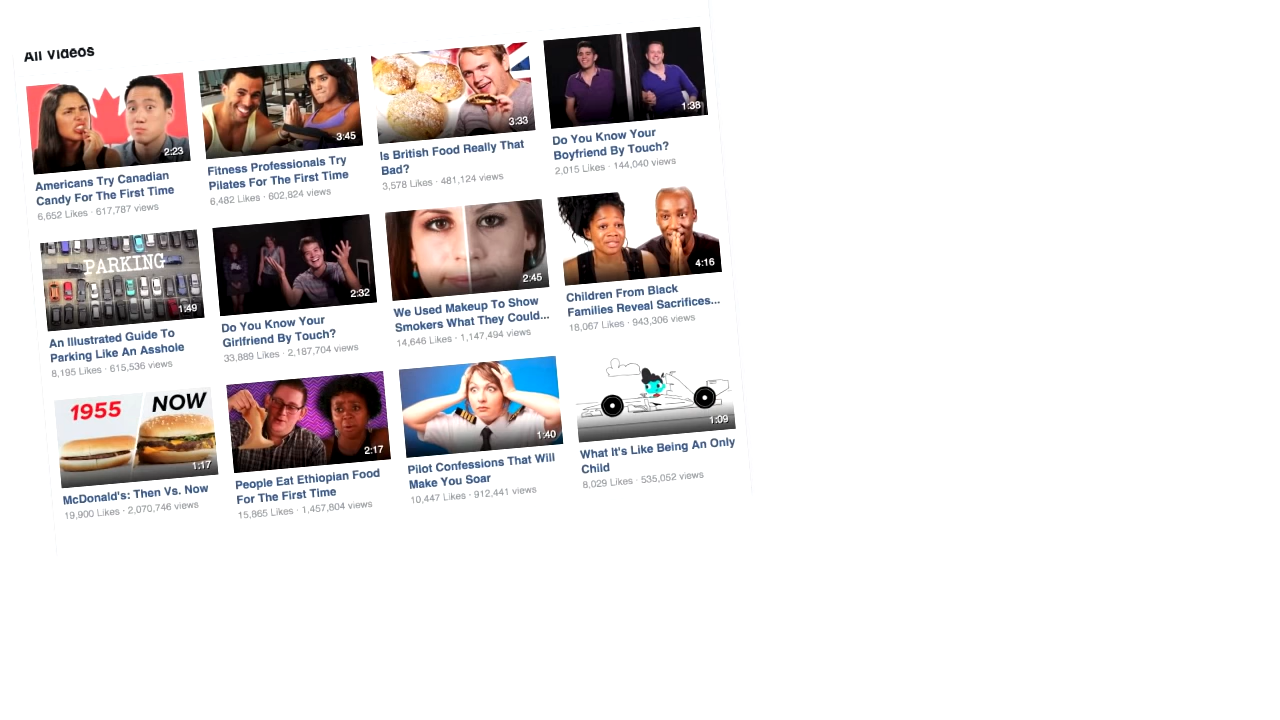 All Videos
2:23
Americans Try Canadian
Candy For The First Time
6,652 Likes · 617,787 views
3:45
Fitness Professionals Try
Pilates For The First Time
6,482 Likes · 602,824 views
3:33
Is British Food Really That
Bad?
3,578 Likes · 481,124 views
1:38
Do You Know Your
Boyfriend By Touch?
2,015 Likes · 144,040 views
PARKING
1:49
An Illustrated Guide To
Parking Like An Asshole
8,195 Likes · 615,536 views
2:32
Do You Know Your
Girlfriend By Touch?
33,889 Likes · 2,187,704 views
2:45
We Used Makeup To Show
Smokers What They Could...
14,646 Likes · 1,147,494 views
4:16
Children From Black
Families Reveal Sacrifices...
18,067 Likes · 943,306 views
1955 NOW
1:17
McDonald's: Then Vs. Now
19,900 Likes · 2,070,746 views
2:17
People Eat Ethiopian Food
For The First Time
15,865 Likes · 1,457,804 views
1:40
Pilot Confessions That Will
Make You Soar
10,447 Likes · 912,441 views
1:09
What It's Like Being An Only
Child
8,029 Likes · 535,052 views